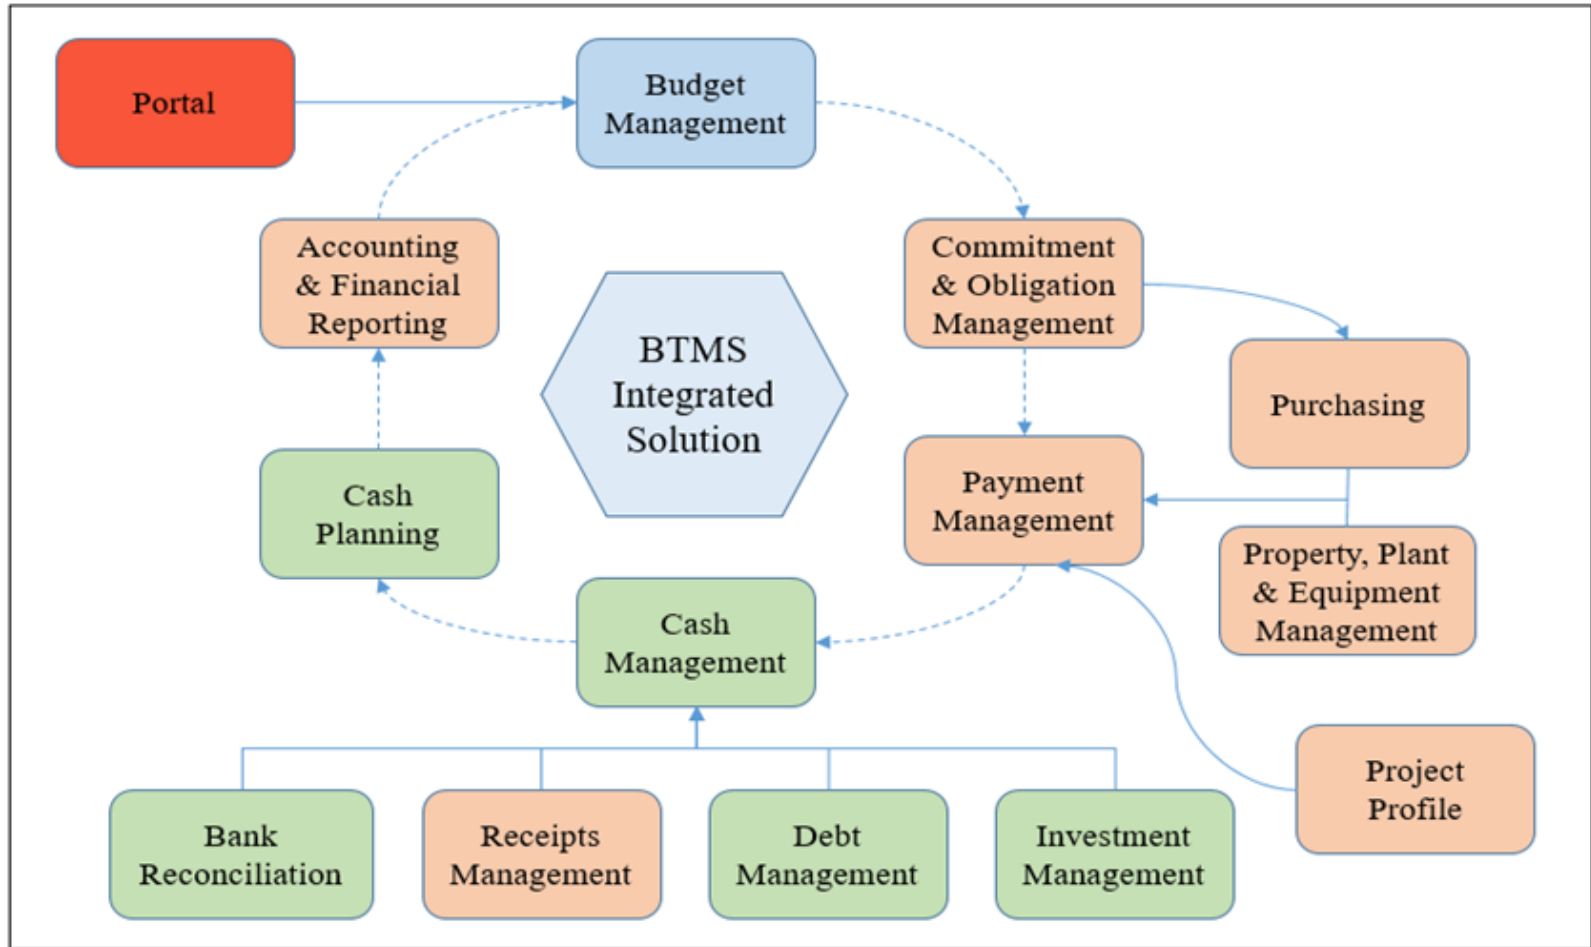 Portal
Budget
Management
Accounting
& Financial
Reporting
Commitment
& Obligation
Management
BTMS
Integrated
Solution
Purchasing
Cash
Planning
Payment
Management
Property, Plant
& Equipment
Management
Cash
Management
Project
Profile
Bank
Reconciliation
Receipts
Management
Debt
Management
Investment
Management